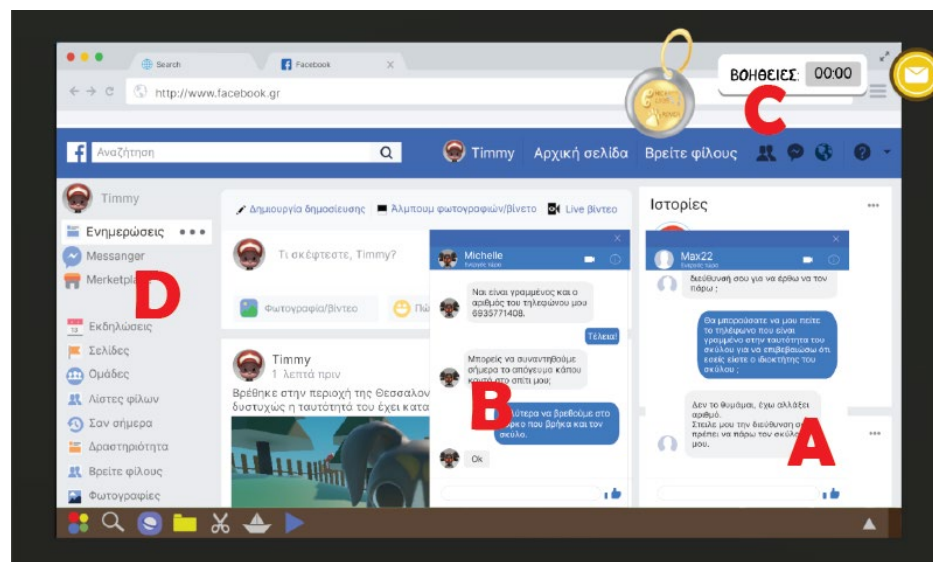 Search
Facebook
http://www.facebook.gr
ΒΟΗΘΕΙΕΣ: 00:00
C
Αναζήτηση
Timmy Αρχική σελίδα Βρείτε φίλους
Timmy
Ενημερώσεις
Messanger
Merketpla
D
Εκδηλώσεις
Σελίδες
Ομάδες
Λίστες φίλων
Σαν σήμερα
Δραστηριότητα
Βρείτε φίλους
Φωτογραφίες
Δημιουργία δημοσίευσης Άλμπουμ φωτογραφιών/βίνετο Live βίντεο
Τι σκέφτεστε, Timmy?
Φωτογραφία/βίντεο Πώ
Timmy
1 λεπτά πριν
Βρέθηκε στην περιοχή της Θεσσαλον
δυστυχώς η ταυτότητά του έχει κατα
Michelle
Ενεργός τώρα
Ναι είναι γραμμένος και ο
αριθμός του τηλεφώνου μου
6935771408.
Τέλεια!
Μπορείς να συναντηθούμε
σήμερα το απόγευμα κάπου
κοντά στο σπίτι μου;
B
λύτερα να βρεθούμε στο
ρκο που βρήκα και τον
σκύλο.
Ok
Ιστορίες
Max22
Ενεργός τώρα
διεύθυνσή σου για να έρθω να τον
πάρω ;
Θα μπορούσατε να μου πείτε
το τηλέφωνο που είναι
γραμμένο στην ταυτότητα του
σκύλου για να επιβεβαιώσω ότι
εσείς είστε ο ιδιοκτήτης του
σκύλου ;
Δεν το θυμάμαι, έχω αλλάξει
αριθμό.
Στείλε μου την διεύθυνση σ
πρέπει να πάρω τον σκύλο
μου.
A